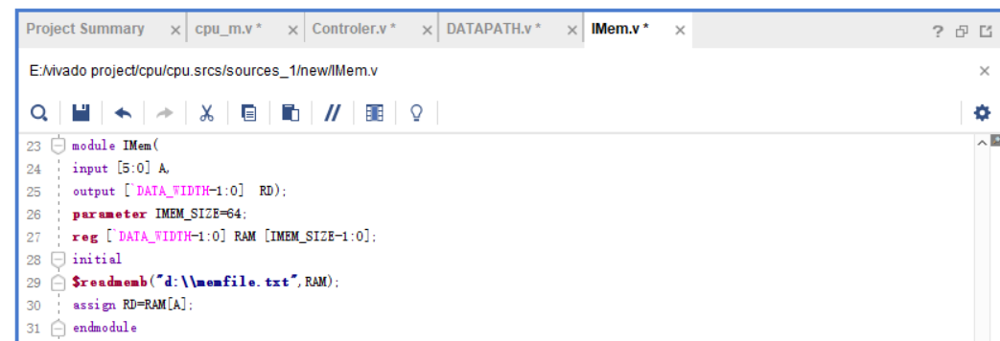 Project Summary × cpu_m.v * × Controler.v * × DATAPATH.v * × IMem.v * ×
E:/vivado project/cpu/cpu.srcs/sources_1/new/IMem.v
23 module IMem(
24 input [5:0] A,
25 output [`DATA_WIDTH-1:0] RD);
26 parameter IMEM_SIZE=64;
27 reg [`DATA_WIDTH-1:0] RAM [IMEM_SIZE-1:0];
28 initial
29 $readmemb("d:\\memfile.txt",RAM);
30 assign RD=RAM[A];
31 endmodule